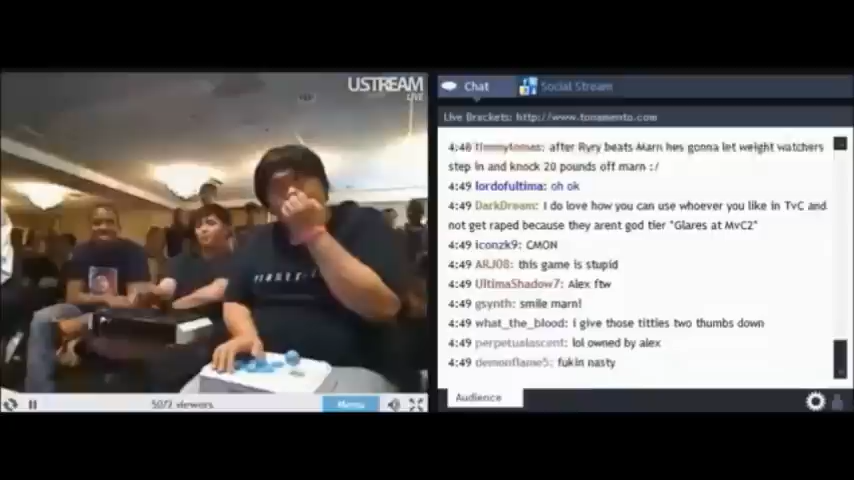 USTREAM
LIVE
5072 viewers
Menu
Chat
Social Stream
Live Brackets: http://www.tonamento.com
4:48 timmytomas: after Ryry beats Marn hes gonna let weight watchers
step in and knock 20 pounds off marn :/
4:49 lordofultima: oh ok
4:49 DarkDream: I do love how you can use whoever you like in TvC and
not get raped because they arent god tier "Glares at MvC2"
4:49 iconzk9: CMON
4:49 ARJ08: this game is stupid
4:49 UltimaShadow7: Alex ftw
4:49 gsynth: smile marn!
4:49 what_the_blood: I give those titties two thumbs down
4:49 perpetualascent: lol owned by alex
4:49 demonflame5: fukin nasty
Audience